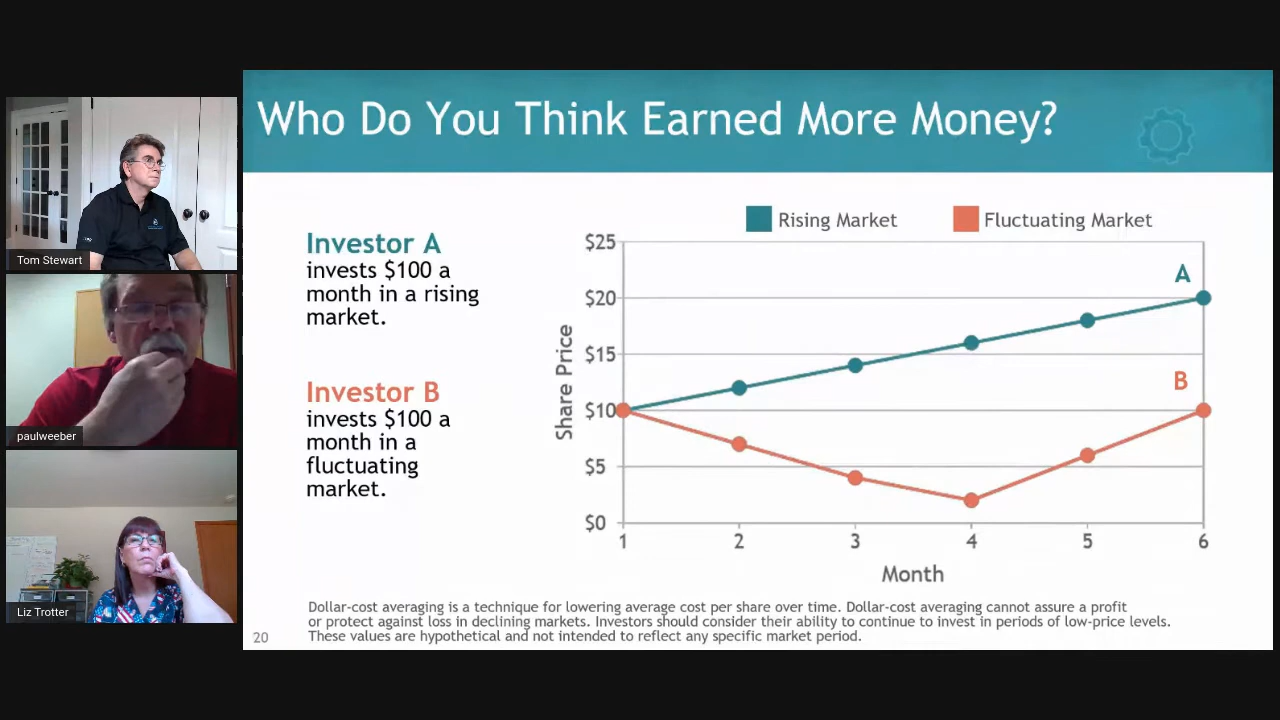 Who Do You Think Earned More Money?
Tom Stewart
paulweeber
Liz Trotter
Investor A
invests $100 a
month in a rising
market.
Investor B
invests $100 a
month in a
fluctuating
market.
Rising Market
Fluctuating Market
$25
$20
$15
$10
$5
$0
Share Price
A
B
1 2 3 4 5 6
Month
Dollar-cost averaging is a technique for lowering average cost per share over time. Dollar-cost averaging cannot assure a profit
or protect against loss in declining markets. Investors should consider their ability to continue to invest in periods of low-price levels.
These values are hypothetical and not intended to reflect any specific market period.
20